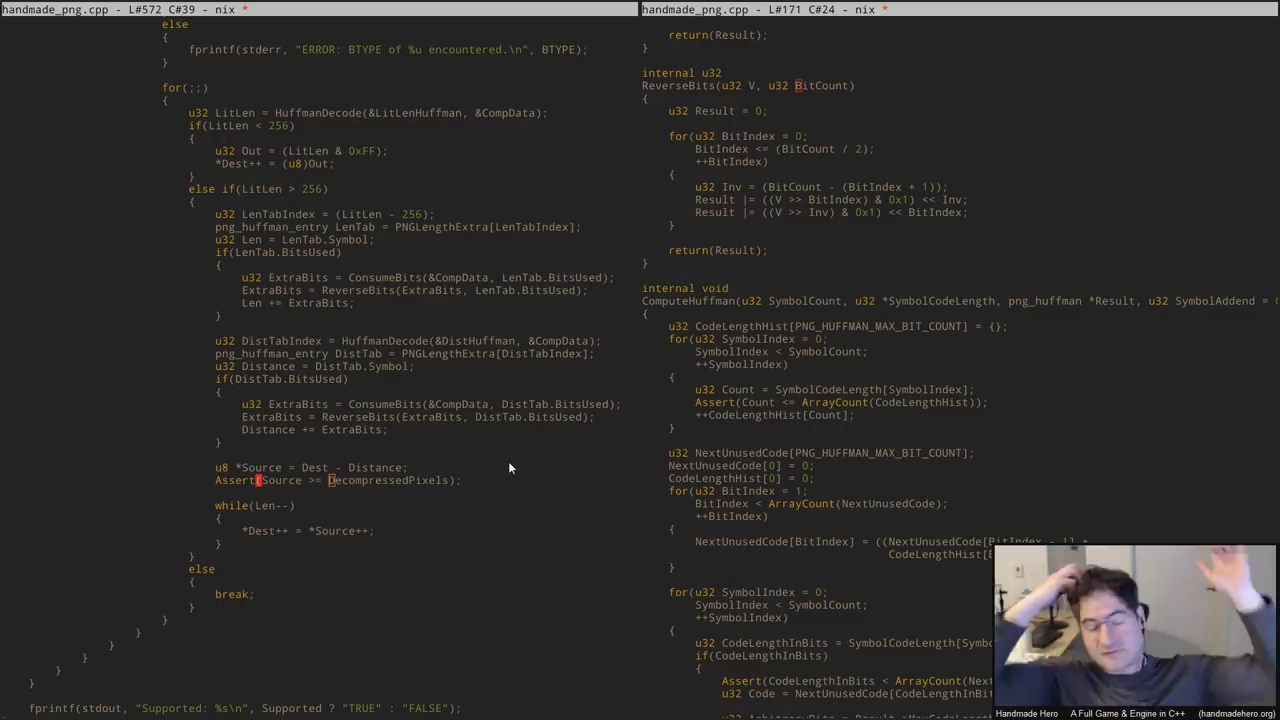 handmade_png.cpp - L#572 C#39 - nix *
else
{
fprintf(stderr, "ERROR: BTYPE of %u encountered.\n", BTYPE);
}
for(;;)
{
u32 LitLen = HuffmanDecode(&LitLenHuffman, &CompData);
if(LitLen < 256)
{
u32 Out = (LitLen & 0xFF);
*Dest++ = (u8)Out;
}
else if(LitLen > 256)
{
u32 LenTabIndex = (LitLen - 256);
png_huffman_entry LenTab = PNGLengthExtra[LenTabIndex];
u32 Len = LenTab.Symbol;
if(LenTab.BitsUsed)
{
u32 ExtraBits = ConsumeBits(&CompData, LenTab.BitsUsed);
ExtraBits = ReverseBits(ExtraBits, LenTab.BitsUsed);
Len += ExtraBits;
}
u32 DistTabIndex = HuffmanDecode(&DistHuffman, &CompData);
png_huffman_entry DistTab = PNGLengthExtra[DistTabIndex];
u32 Distance = DistTab.Symbol;
if(DistTab.BitsUsed)
{
u32 ExtraBits = ConsumeBits(&CompData, DistTab.BitsUsed);
ExtraBits = ReverseBits(ExtraBits, DistTab.BitsUsed);
Distance += ExtraBits;
}
u8 *Source = Dest - Distance;
Assert(Source >= DecompressedPixels);
while(Len--)
{
*Dest++ = *Source++;
}
}
else
{
break;
}
}
}
}
}
}
}
fprintf(stdout, "Supported: %s\n", Supported ? "TRUE" : "FALSE");
handmade_png.cpp - L#171 C#24 - nix *
return(Result);
}
internal u32
ReverseBits(u32 V, u32 BitCount)
{
u32 Result = 0;
for(u32 BitIndex = 0;
BitIndex <= (BitCount / 2);
++BitIndex)
{
u32 Inv = (BitCount - (BitIndex + 1));
Result |= ((V >> BitIndex) & 0x1) << Inv;
Result |= ((V >> Inv) & 0x1) << BitIndex;
}
return(Result);
}
internal void
ComputeHuffman(u32 SymbolCount, u32 *SymbolCodeLength, png_huffman *Result, u32 SymbolAddend =
{
u32 CodeLengthHist[PNG_HUFFMAN_MAX_BIT_COUNT] = {};
for(u32 SymbolIndex = 0;
SymbolIndex < SymbolCount;
++SymbolIndex)
{
u32 Count = SymbolCodeLength[SymbolIndex];
Assert(Count <= ArrayCount(CodeLengthHist));
++CodeLengthHist[Count];
}
u32 NextUnusedCode[PNG_HUFFMAN_MAX_BIT_COUNT];
NextUnusedCode[0] = 0;
CodeLengthHist[0] = 0;
for(u32 BitIndex = 1;
BitIndex < ArrayCount(NextUnusedCode);
++BitIndex)
{
NextUnusedCode[BitIndex] = ((NextUnusedCode[BitIndex - 1] +
CodeLengthHist[
}
for(u32 SymbolIndex = 0;
SymbolIndex < SymbolCount;
++SymbolIndex)
{
u32 CodeLengthInBits = SymbolCodeLength[Symb
if(CodeLengthInBits)
{
Assert(CodeLengthInBits < ArrayCount(Nex
u32 Code = NextUnusedCode[CodeLengthInBi
Handmade Hero A Full Game & Engine in C++ (handmadehero.org)